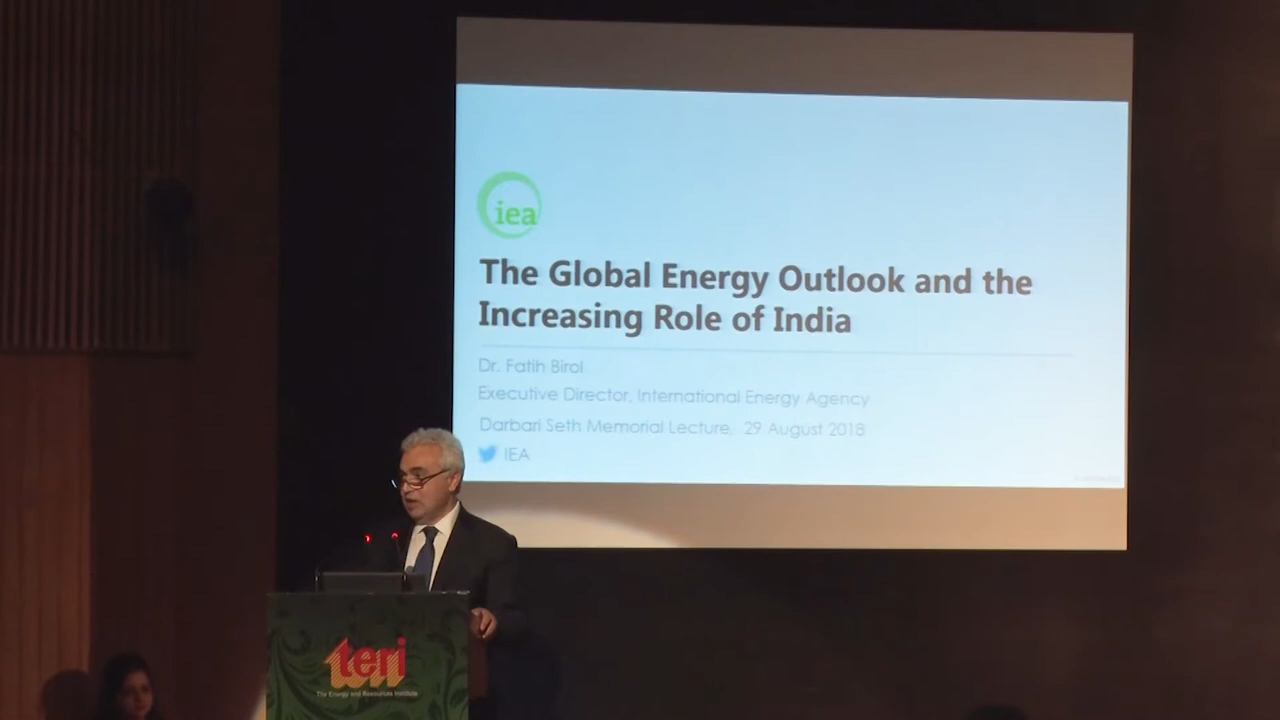 iea
The Global Energy Outlook and the
Increasing Role of India
Dr. Fatih Birol
Executive Director, International Energy Agency
Darbari Seth Memorial Lecture, 29 August 2018
IEA
teri
The Energy and Resources Institute